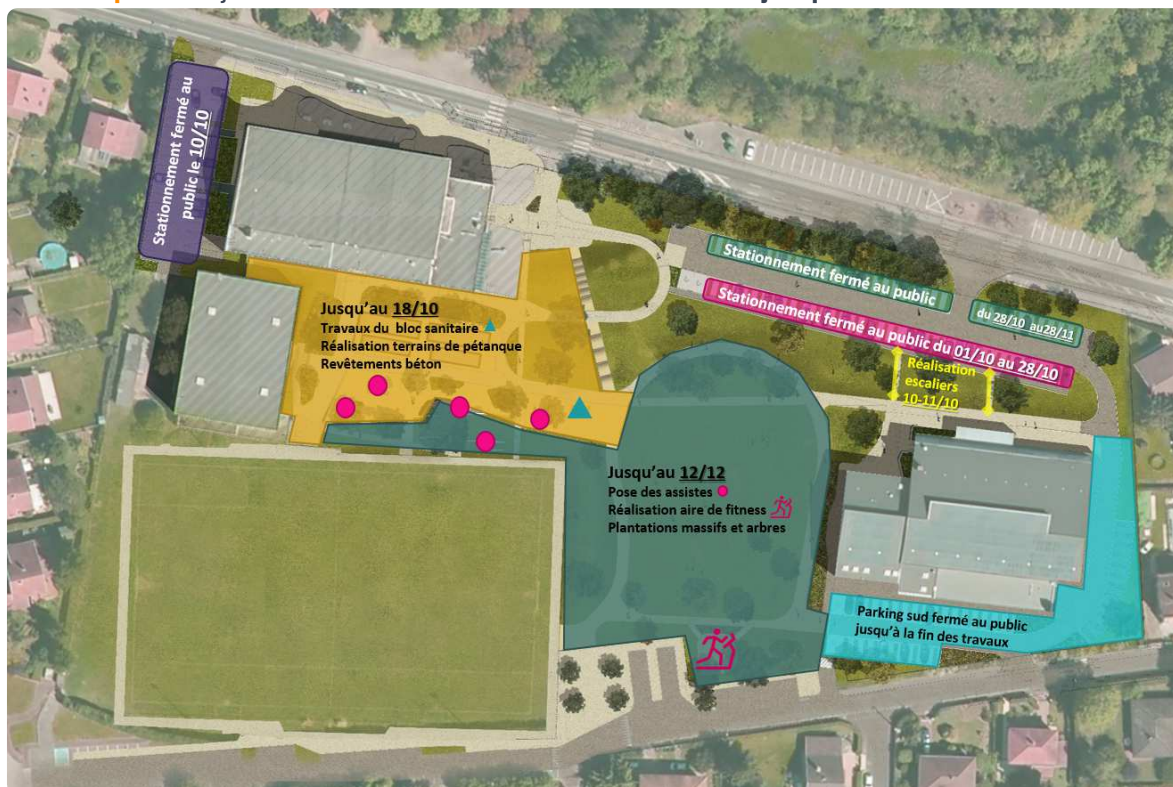 Stationnement fermé au
public le 10/10
Stationnement fermé au public
du 28/10 au28/11
Stationnement fermé au public du 01/10 au 28/10
Réalisation
escaliers
10-11/10
Jusqu'au 18/10
Travaux du bloc sanitaire
Réalisation terrains de pétanque
Revêtements béton
Jusqu'au 12/12
Pose des assistes
Réalisation aire de fitness
Plantations massifs et arbres
Parking sud fermé au public
jusqu'à la fin des travaux